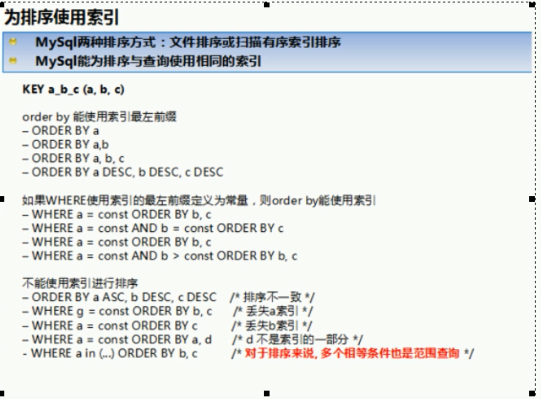 为排序使用索引
MySql两种排序方式：文件排序或扫描有序索引排序
MySql能为排序与查询使用相同的索引
KEY a_b_c (a, b, c)
order by 能使用索引最左前缀
– ORDER BY a
– ORDER BY a,b
– ORDER BY a, b, c
– ORDER BY a DESC, b DESC, c DESC
如果WHERE使用索引的最左前缀定义为常量，则order by能使用索引
– WHERE a = const ORDER BY b, c
– WHERE a = const AND b = const ORDER BY c
– WHERE a = const ORDER BY b, c
– WHERE a = const AND b > const ORDER BY b, c
不能使用索引进行排序
– ORDER BY a ASC, b DESC, c DESC /* 排序不一致 */
– WHERE g = const ORDER BY b, c /* 丢失a索引 */
– WHERE a = const ORDER BY c /* 丢失b索引 */
– WHERE a = const ORDER BY a, d /* d 不是索引的一部分 */
- WHERE a in (...) ORDER BY b, c /* 对于排序来说, 多个相等条件也是范围查询 */